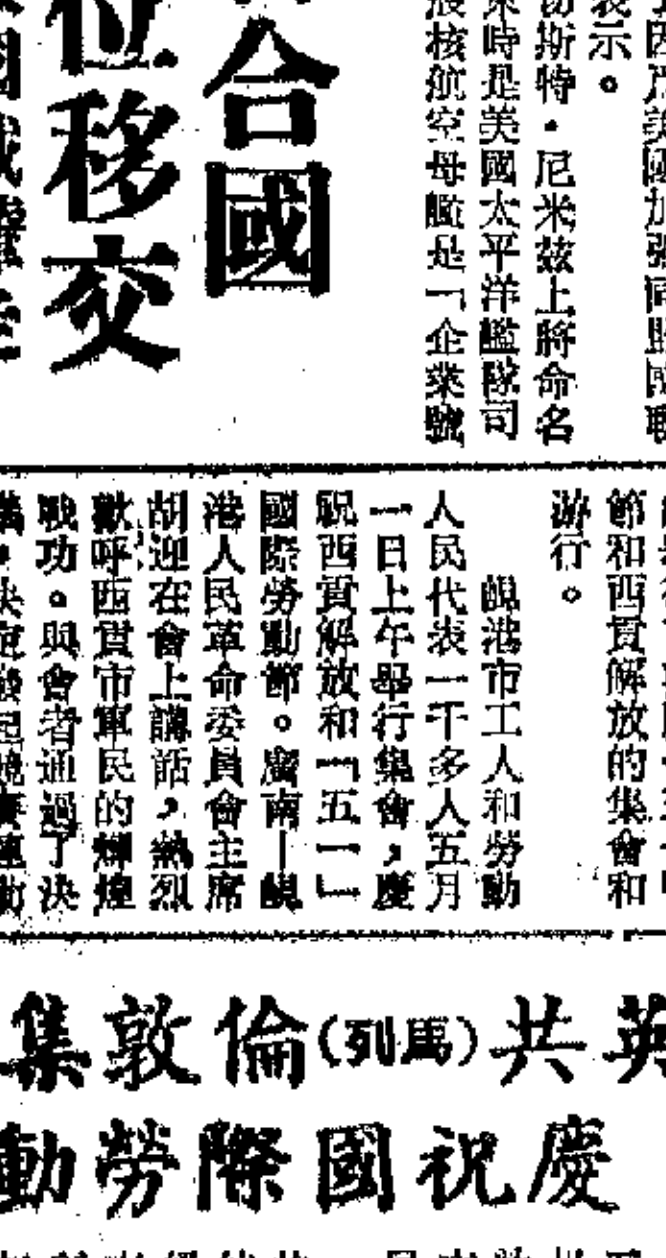 表示。
切斯特·尼米茲上將命名
時是美國太平洋艦隊司
核航空母艦是「企業號
合國
位移交
節和西貢解放的集會和
游行。
峴港市工人和勞動
人民代表一千多人五月
一日上午舉行集會，慶
祝西貢解放和「五一」
國際勞動節。廣南—峴
港人民革命委員會主席
胡迎在會上講話，熱烈
歡呼西貢市軍民的輝煌
戰功。與會者通過了決
英共(馬列)倫敦集
慶祝國際勞動